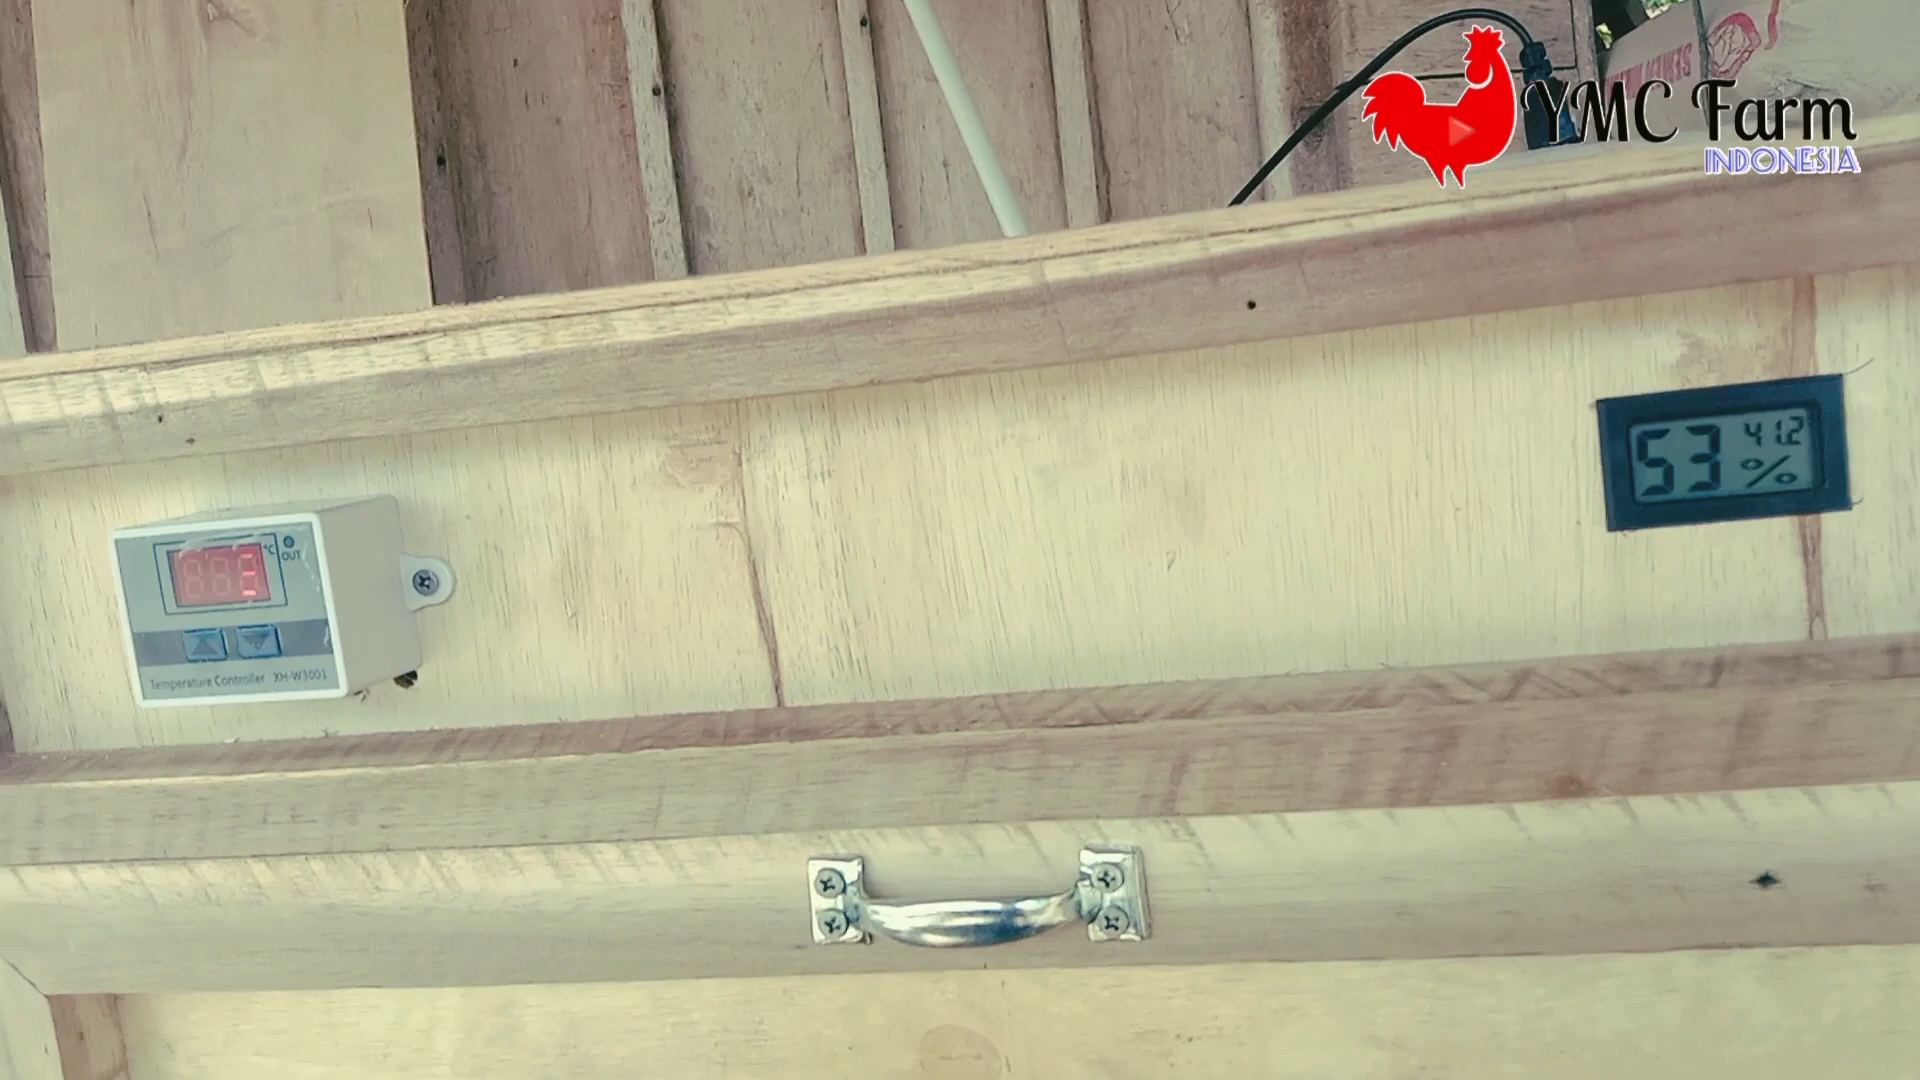 YMC Farm
INDONESIA
53 41.2
%
°C
OUT
Temperature Controller XH-W3001